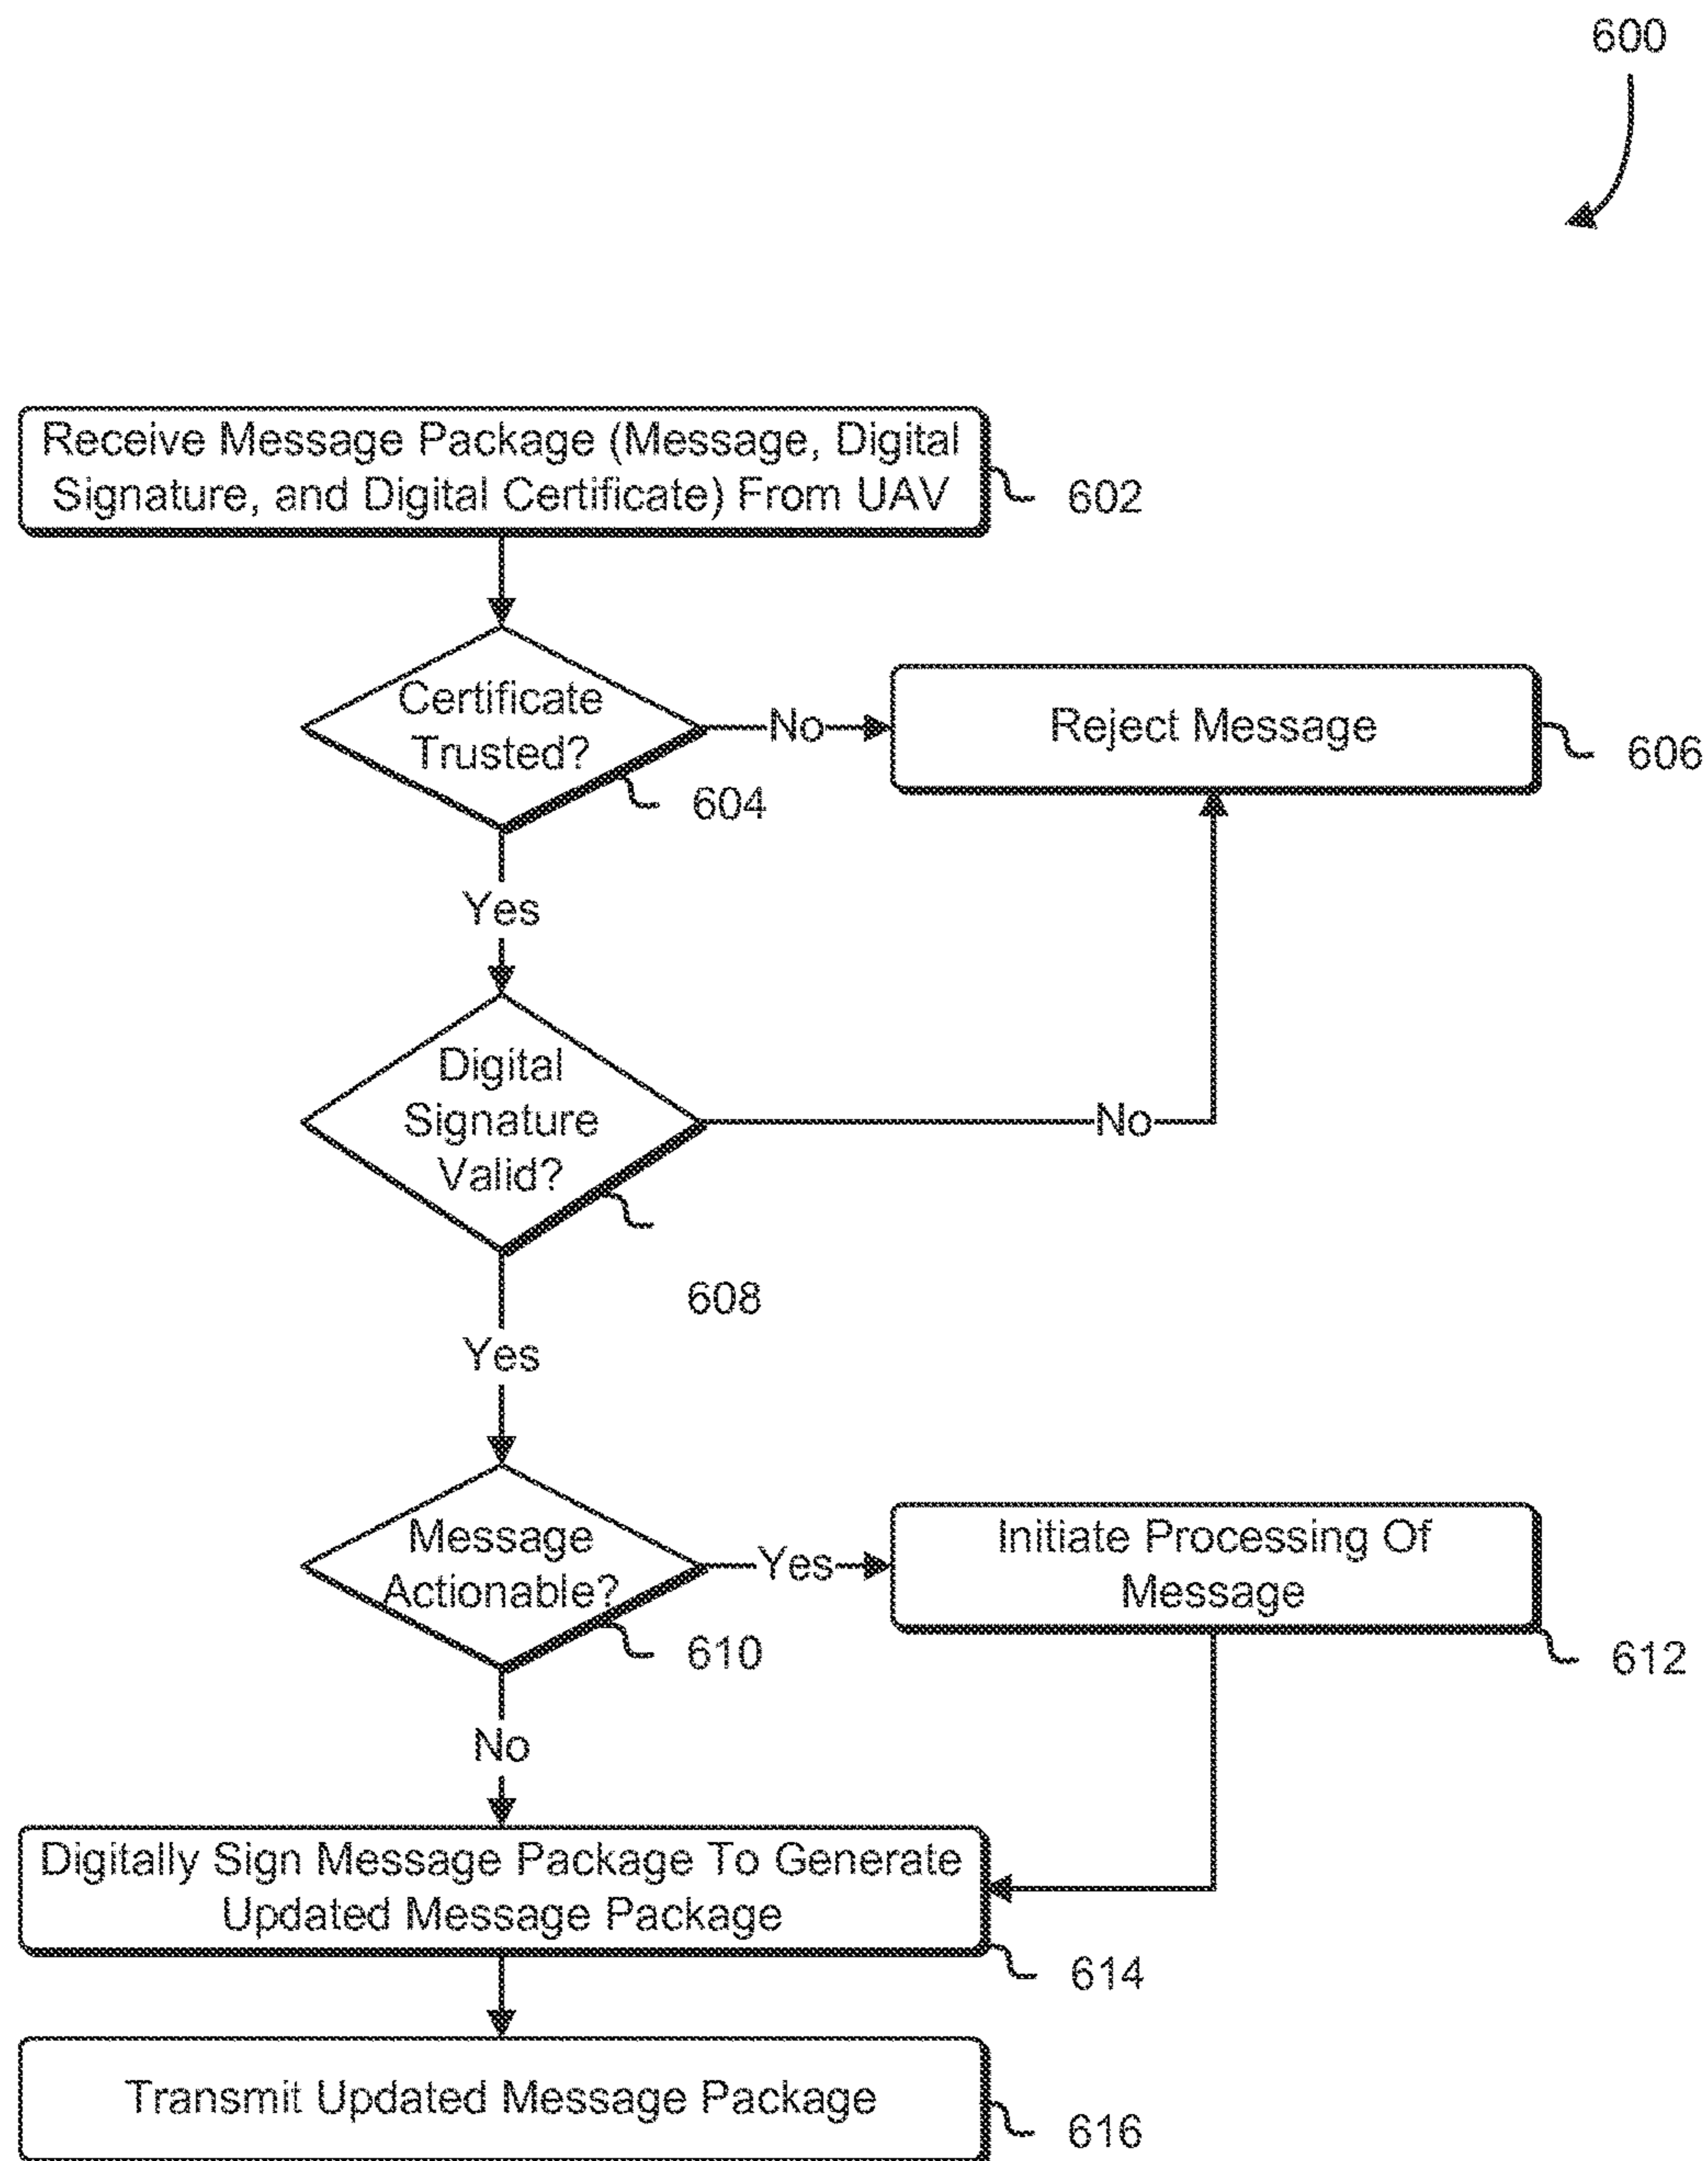 600
Receive Message Package (Message, Digital
Signature, and Digital Certificate) From UAV
602
Certificate
Trusted?
604
No
Reject Message
606
Yes
Digital
Signature
Valid?
608
No
Yes
Message
Actionable?
610
Yes
Initiate Processing Of
Message
612
No
Digitally Sign Message Package To Generate
Updated Message Package
614
Transmit Updated Message Package
616